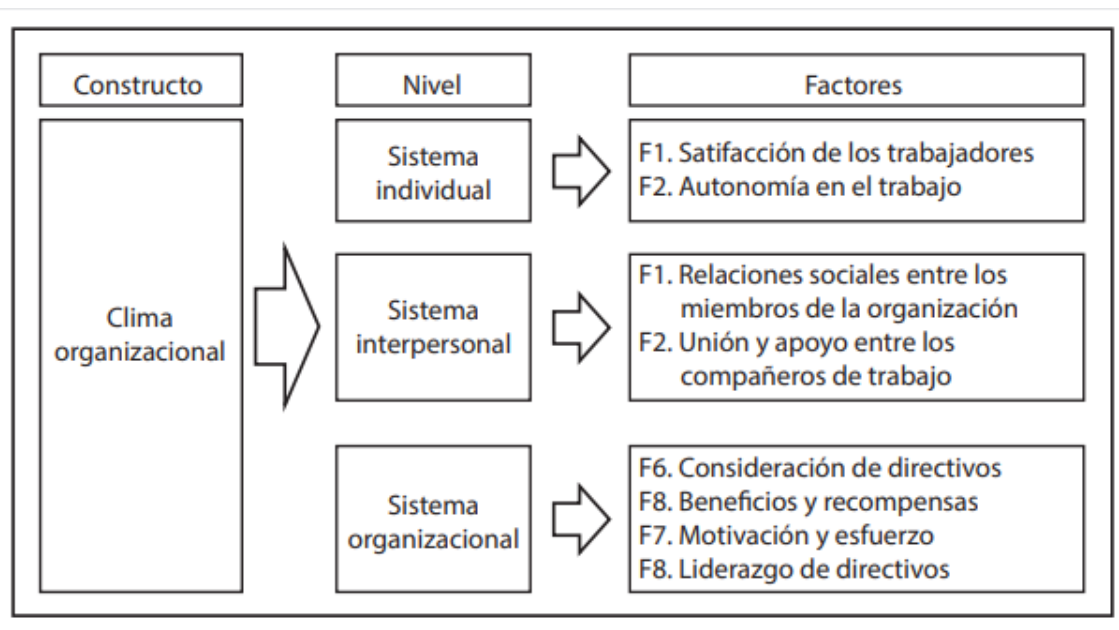 Constructo
Nivel
Factores
Clima
organizacional
Sistema
individual
F1. Satifacción de los trabajadores
F2. Autonomía en el trabajo
Sistema
interpersonal
F1. Relaciones sociales entre los
miembros de la organización
F2. Unión y apoyo entre los
compañeros de trabajo
Sistema
organizacional
F6. Consideración de directivos
F8. Beneficios y recompensas
F7. Motivación y esfuerzo
F8. Liderazgo de directivos